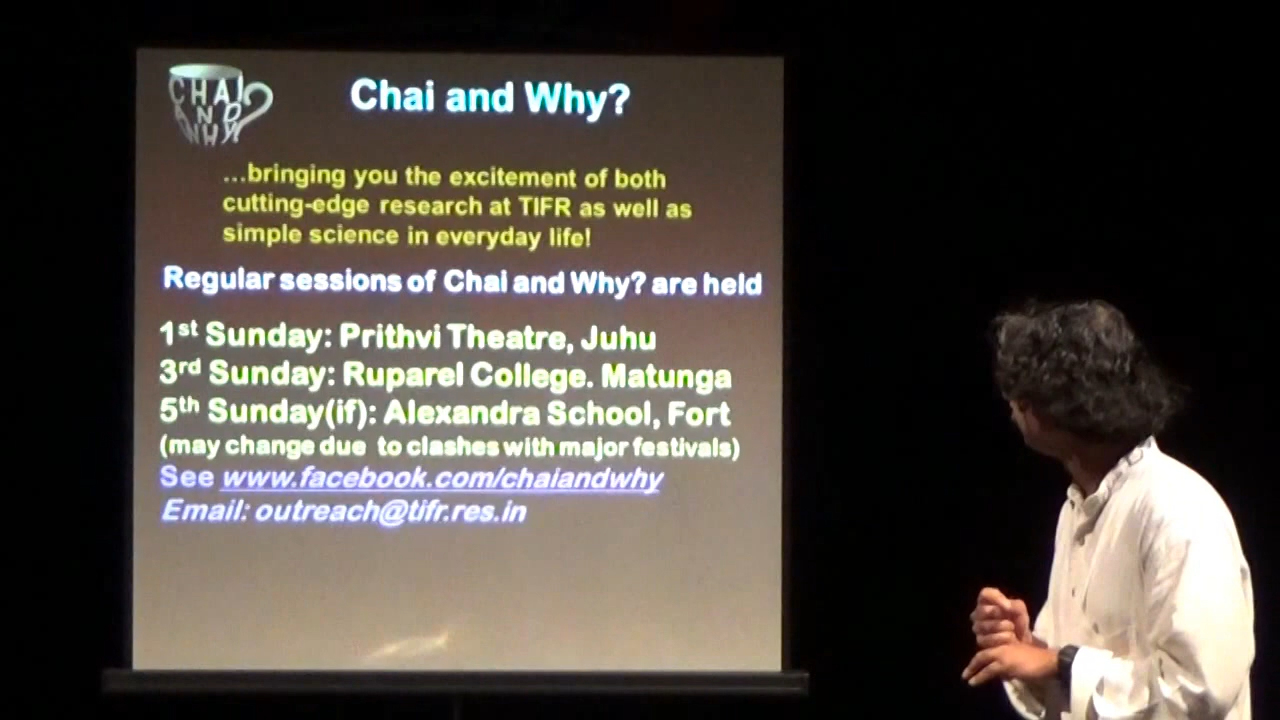 CHAI
AND
WHY?
Chai and Why?
...bringing you the excitement of both
cutting-edge research at TIFR as well as
simple science in everyday life!
Regular sessions of Chai and Why? are held
1st Sunday: Prithvi Theatre, Juhu
3rd Sunday: Ruparel College. Matunga
5th Sunday(if): Alexandra School, Fort
(may change due to clashes with major festivals)
See www.facebook.com/chaiandwhy
Email: outreach@tifr.res.in